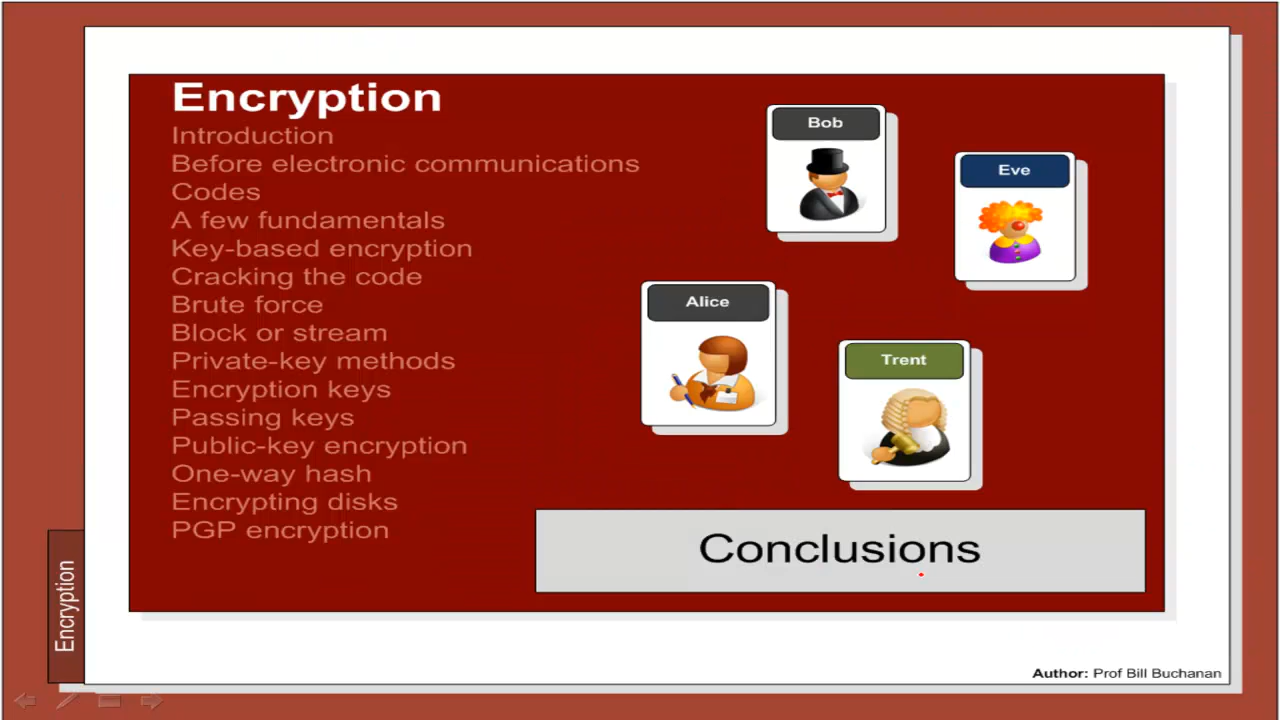 Encryption
Introduction
Before electronic communications
Codes
A few fundamentals
Key-based encryption
Cracking the code
Brute force
Block or stream
Private-key methods
Encryption keys
Passing keys
Public-key encryption
One-way hash
Encrypting disks
PGP encryption
Bob
Eve
Alice
Trent
Conclusions
Encryption
Author: Prof Bill Buchanan